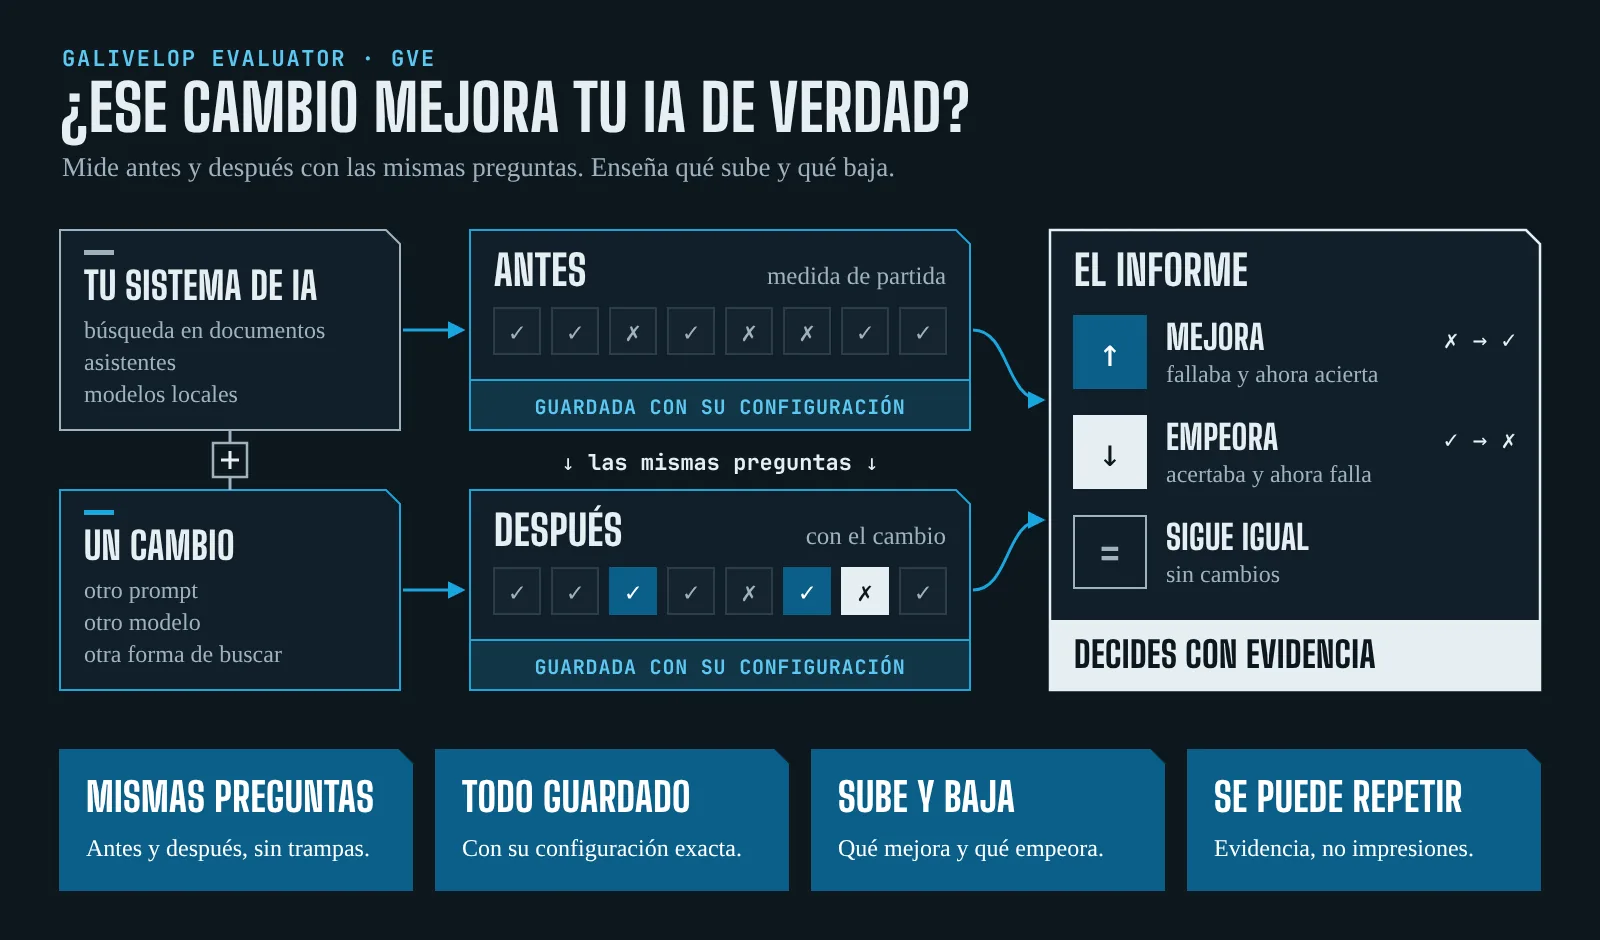 GALIVELOP EVALUATOR · GVE
¿ESE CAMBIO MEJORA TU IA DE VERDAD?
Mide antes y después con las mismas preguntas. Enseña qué sube y qué baja.
TU SISTEMA DE IA
búsqueda en documentos
asistentes
modelos locales
+
UN CAMBIO
otro prompt
otro modelo
otra forma de buscar
ANTES
medida de partida
✓ ✓ ✗ ✓ ✗ ✗ ✓ ✓
GUARDADA CON SU CONFIGURACIÓN
↓ las mismas preguntas ↓
DESPUÉS
con el cambio
✓ ✓ ✓ ✓ ✗ ✓ ✗ ✓
GUARDADA CON SU CONFIGURACIÓN
EL INFORME
↑
MEJORA
✗ → ✓
fallaba y ahora acierta
↓
EMPEORA
✓ → ✗
acertaba y ahora falla
=
SIGUE IGUAL
sin cambios
DECIDES CON EVIDENCIA
MISMAS PREGUNTAS
Antes y después, sin trampas.
TODO GUARDADO
Con su configuración exacta.
SUBE Y BAJA
Qué mejora y qué empeora.
SE PUEDE REPETIR
Evidencia, no impresiones.